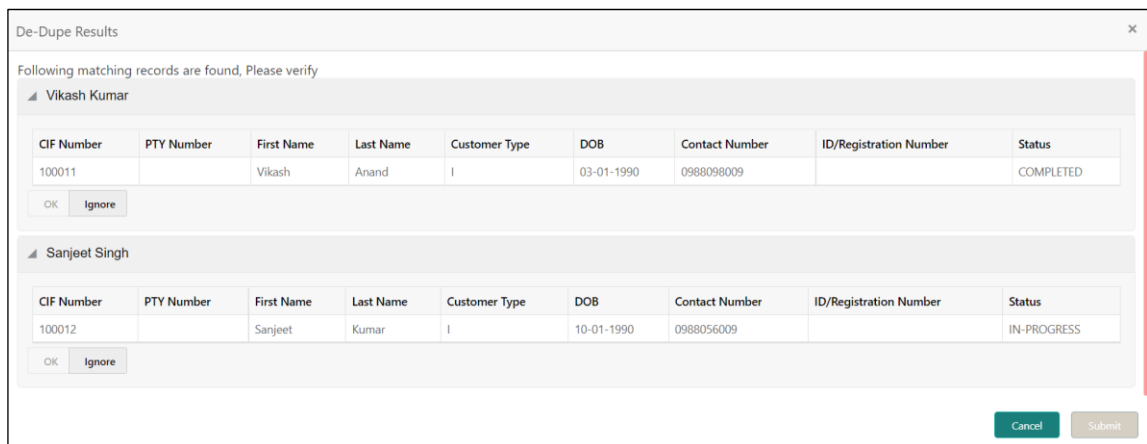 De-Dupe Results ×
Following matching records are found, Please verify
Vikash Kumar
CIF Number PTY Number First Name Last Name Customer Type DOB Contact Number ID/Registration Number Status
100011 Vikash Anand I 03-01-1990 0988098009 COMPLETED
OK Ignore
Sanjeet Singh
CIF Number PTY Number First Name Last Name Customer Type DOB Contact Number ID/Registration Number Status
100012 Sanjeet Kumar I 10-01-1990 0988056009 IN-PROGRESS
OK Ignore
Cancel Submit